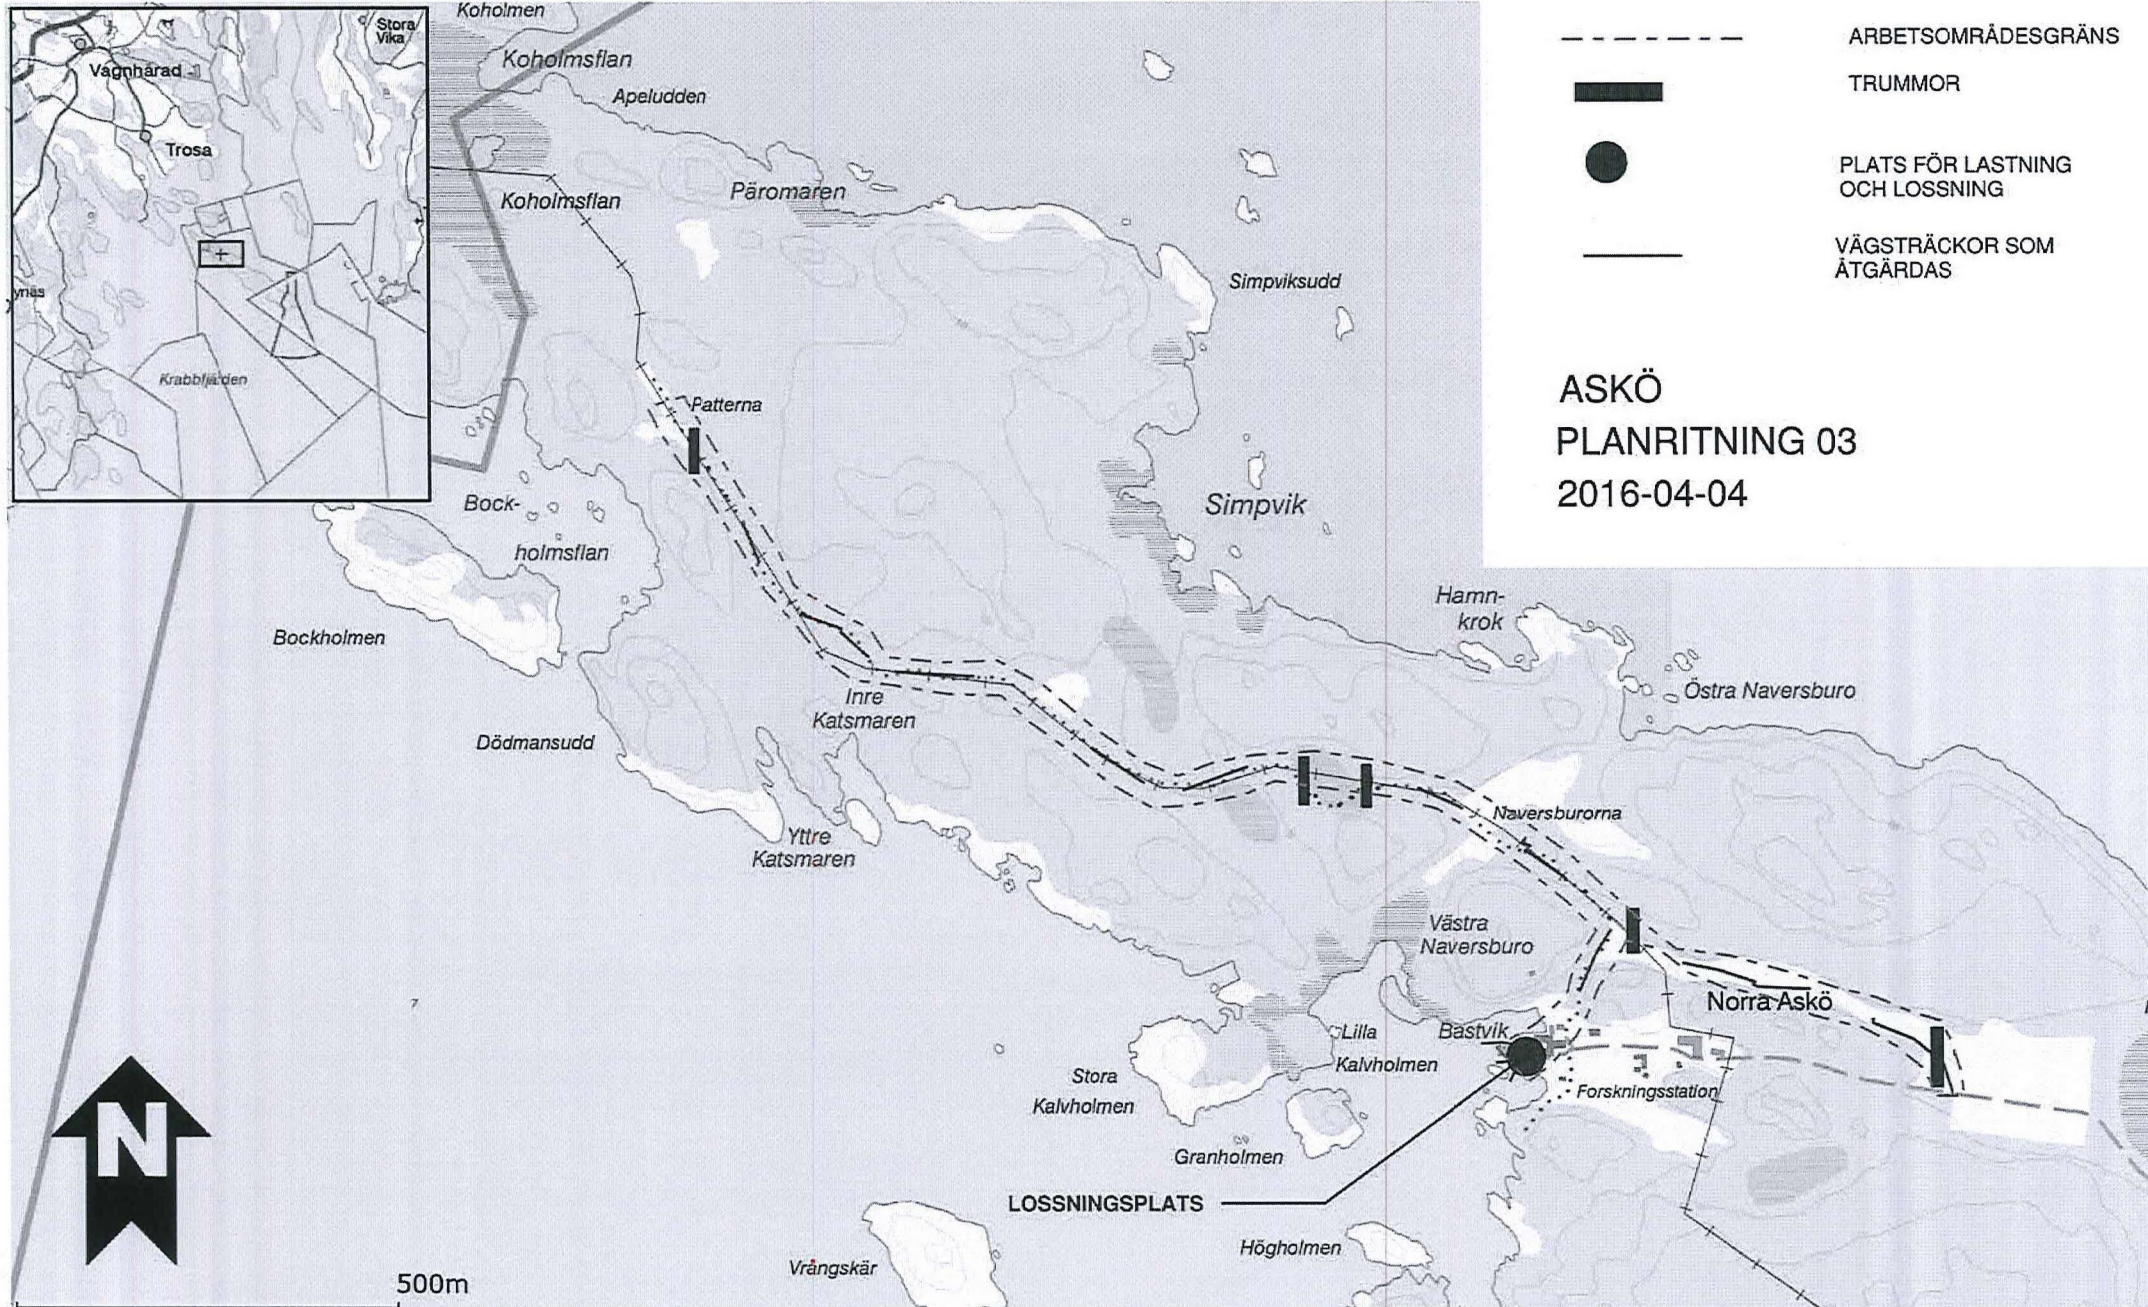 Koholmen
Stora
Vika
Vagnhärad
Trosa
ynäs
Krabbfjärden
Koholmsflan
Apeludden
Koholmsflan
Päromaren
Simpviksudd
Patterna
Bock-
holmsflan
Simpvik
Bockholmen
Hamn-
krok
Östra Naversburo
Inre
Katsmaren
Dödmansudd
Yttre
Katsmaren
Naversburorna
Västra
Naversburo
Norra Askö
Lilla
Kalvholmen
Bastvik
Stora
Kalvholmen
Forskningsstation
Granholmen
LOSSNINGSPLATS
Högholmen
Vrångskär
7
N
500m
ARBETSOMRÅDESGRÄNS
TRUMMOR
PLATS FÖR LASTNING
OCH LOSSNING
VÄGSTRÄCKOR SOM
ÅTGÄRDAS
ASKÖ
PLANRITNING 03
2016-04-04